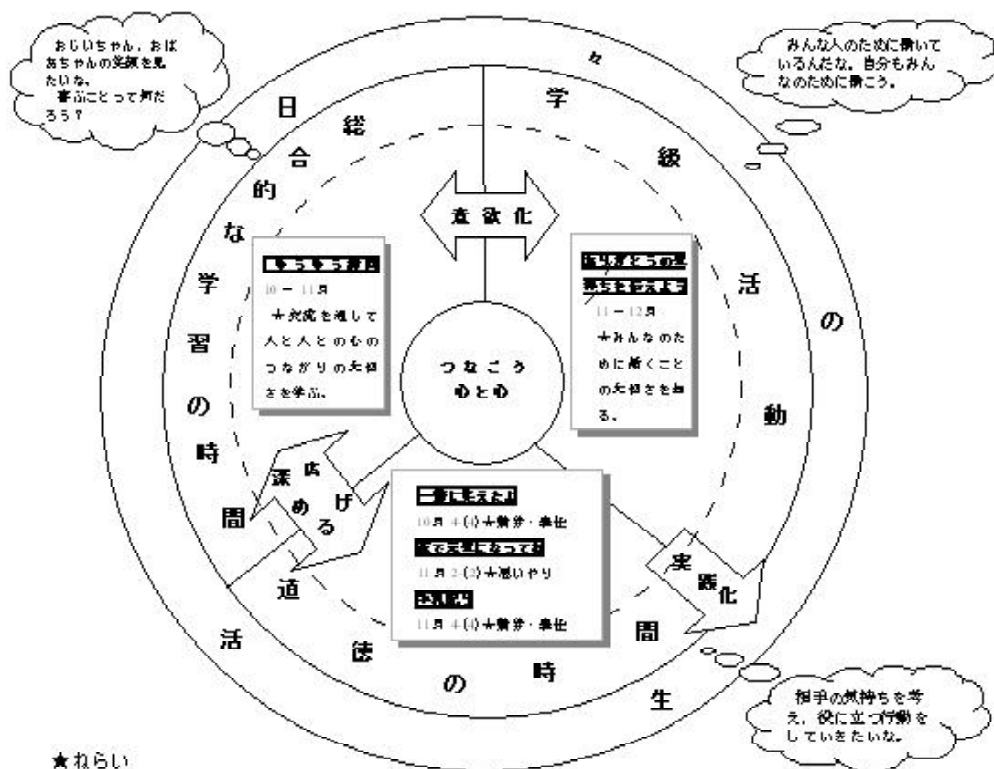 おじいちゃん、おば
あちゃんの笑顔を見
たいな。
喜ぶことって何だ
ろう？
みんな人のために働いて
いるんだな。自分もみん
なのために働こう。
日々の生活
総合的な学習の時間
学級活動
道徳の時間
意欲化
10－11月
★交流を通して
人と人との心の
つながりの大切
さを学ぶ。
11－12月
★みんなのた
めに働くこと
の大切さを知
る。
つなごう
心と心
深める
広げる
10月 4-(4)★勤労・奉仕
11月 2-(2)★思いやり
11月 4-(4)★勤労・奉仕
実践化
相手の気持ちを考
え、役に立つ行動を
していきたいな。
★ねらい